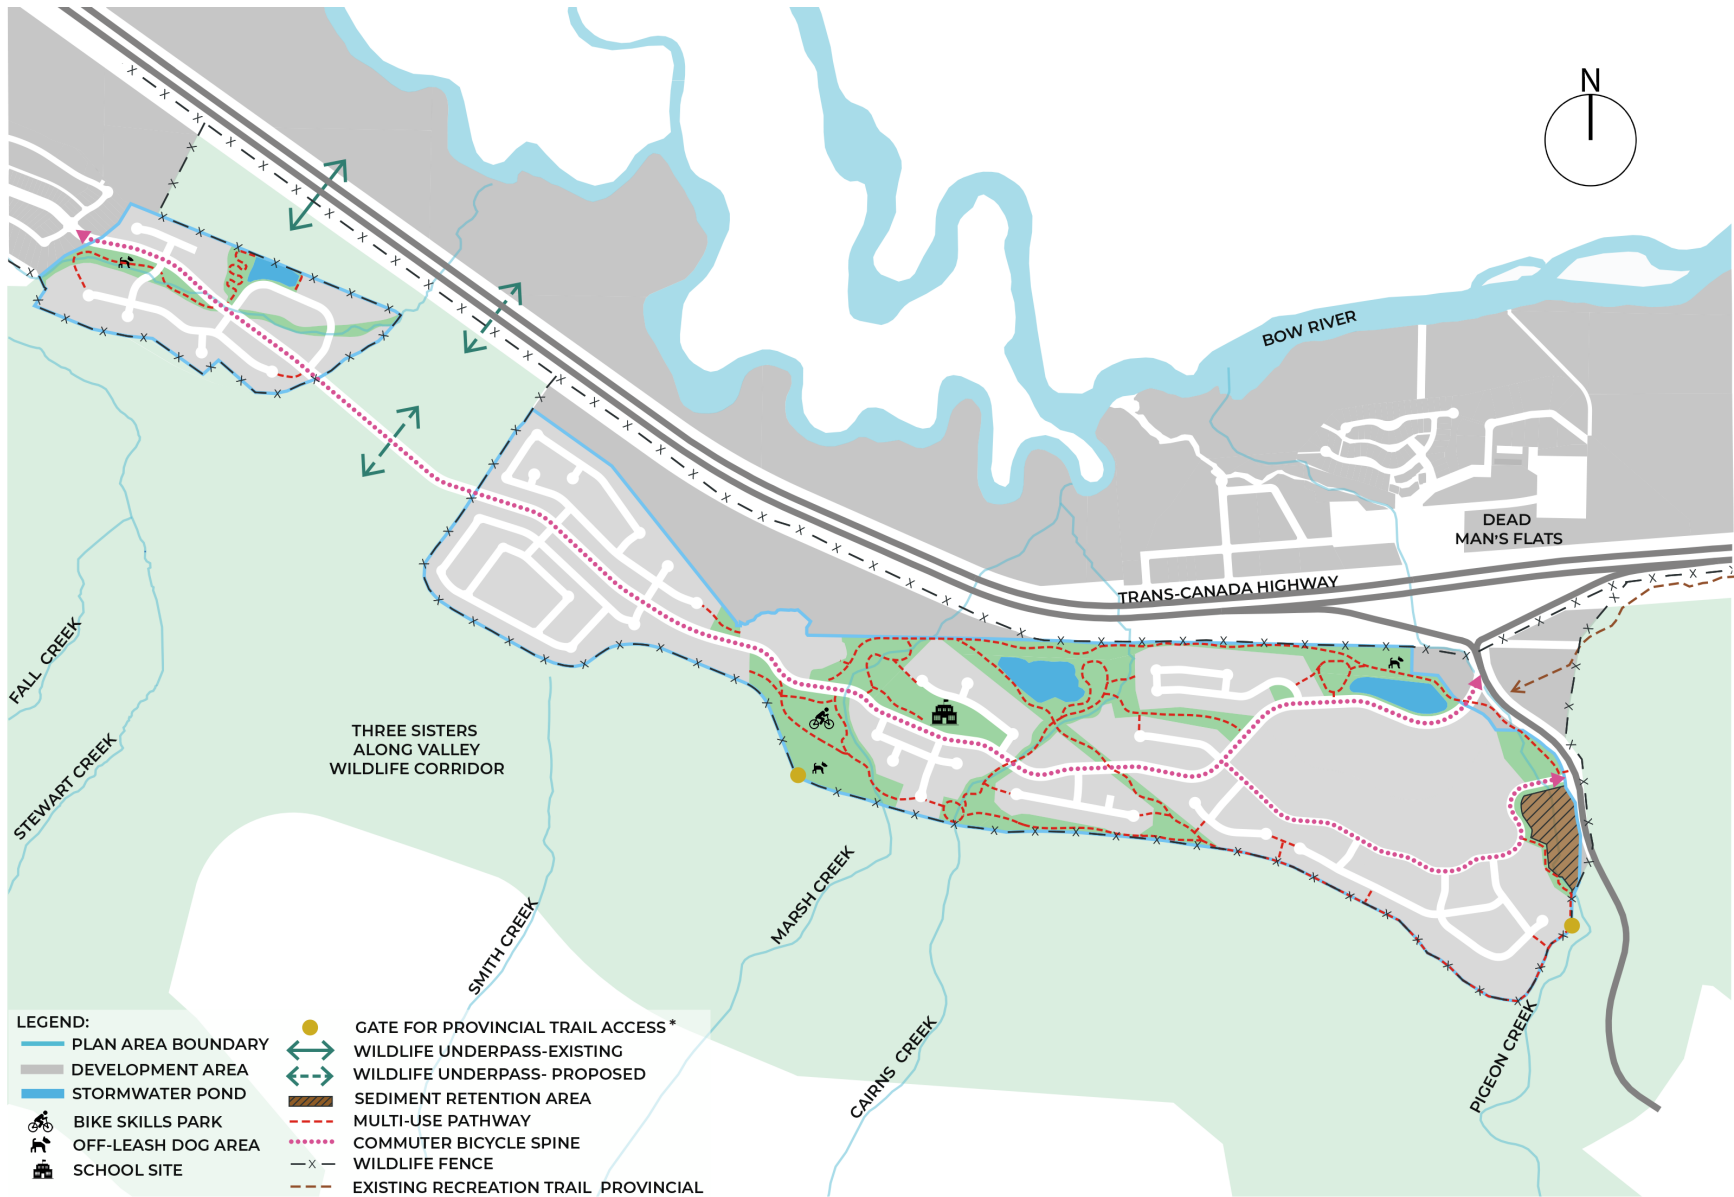 N
BOW RIVER
DEAD
MAN'S FLATS
TRANS-CANADA HIGHWAY
FALL CREEK
STEWART CREEK
THREE SISTERS
ALONG VALLEY
WILDLIFE CORRIDOR
SMITH CREEK
MARSH CREEK
CAIRNS CREEK
PIGEON CREEK
LEGEND:
PLAN AREA BOUNDARY
DEVELOPMENT AREA
STORMWATER POND
BIKE SKILLS PARK
OFF-LEASH DOG AREA
SCHOOL SITE
GATE FOR PROVINCIAL TRAIL ACCESS *
WILDLIFE UNDERPASS-EXISTING
WILDLIFE UNDERPASS- PROPOSED
SEDIMENT RETENTION AREA
MULTI-USE PATHWAY
COMMUTER BICYCLE SPINE
WILDLIFE FENCE
EXISTING RECREATION TRAIL PROVINCIAL